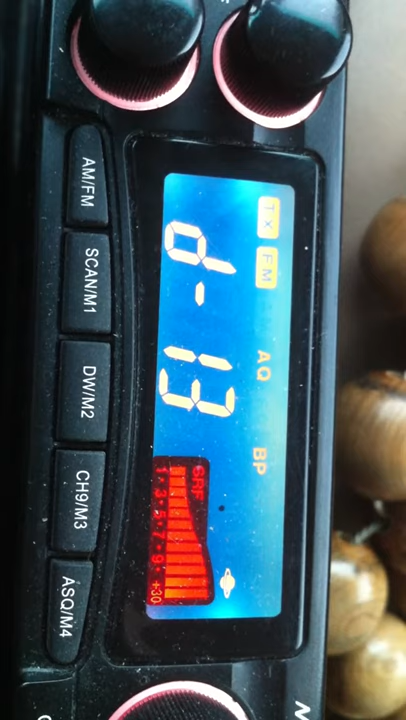 TX FM AQ BP
d-13
SRF
1·3·5·7·9 +30
AM/FM
SCAN/M1
DW/M2
CH9/M3
ASQ/M4